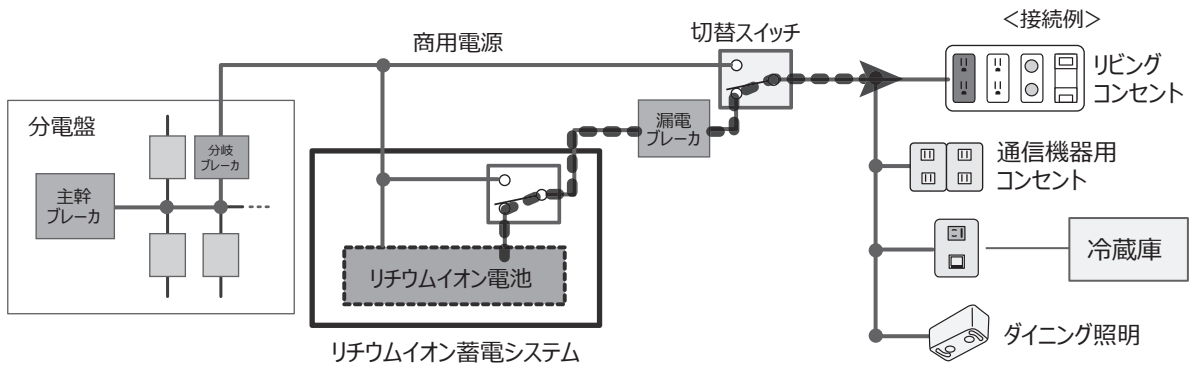 <接続例>
切替スイッチ
商用電源
リビング
コンセント
分電盤
漏電
ブレーカ
分岐
ブレーカ
通信機器用
コンセント
主幹
ブレーカ
冷蔵庫
リチウムイオン電池
ダイニング照明
リチウムイオン蓄電システム